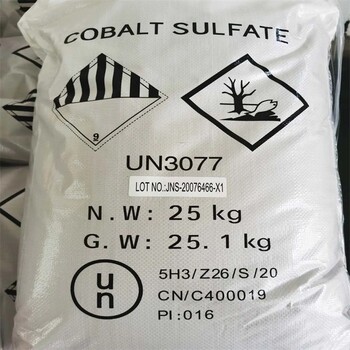 COBALT SULFATE
9
UN3077
LOT NO.:JNS-20076466-X1
N.W: 25 kg
G.W: 25.1 kg
un
5H3/Z26/S/20
CN/C400019
PI:016